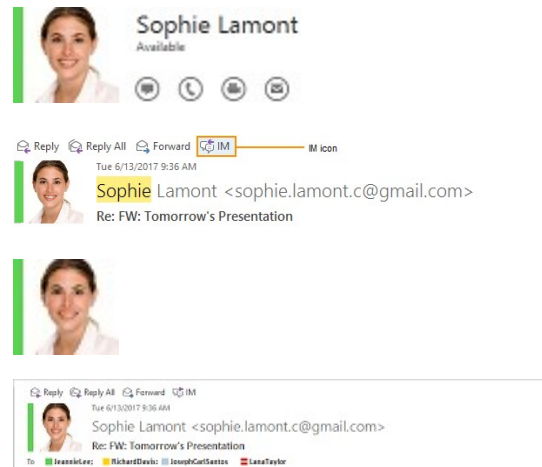 Sophie Lamont
Available
Reply Reply All Forward IM IM icon
Tue 6/13/2017 9:36 AM
Sophie Lamont <sophie.lamont.c@gmail.com>
Re: FW: Tomorrow's Presentation
Reply Reply All Forward IM
Tue 6/13/2017 9:36 AM
Sophie Lamont <sophie.lamont.c@gmail.com>
Re: FW: Tomorrow's Presentation
To JeannieLee; RichardDavis; JosephCarlSantos LanaTaylor